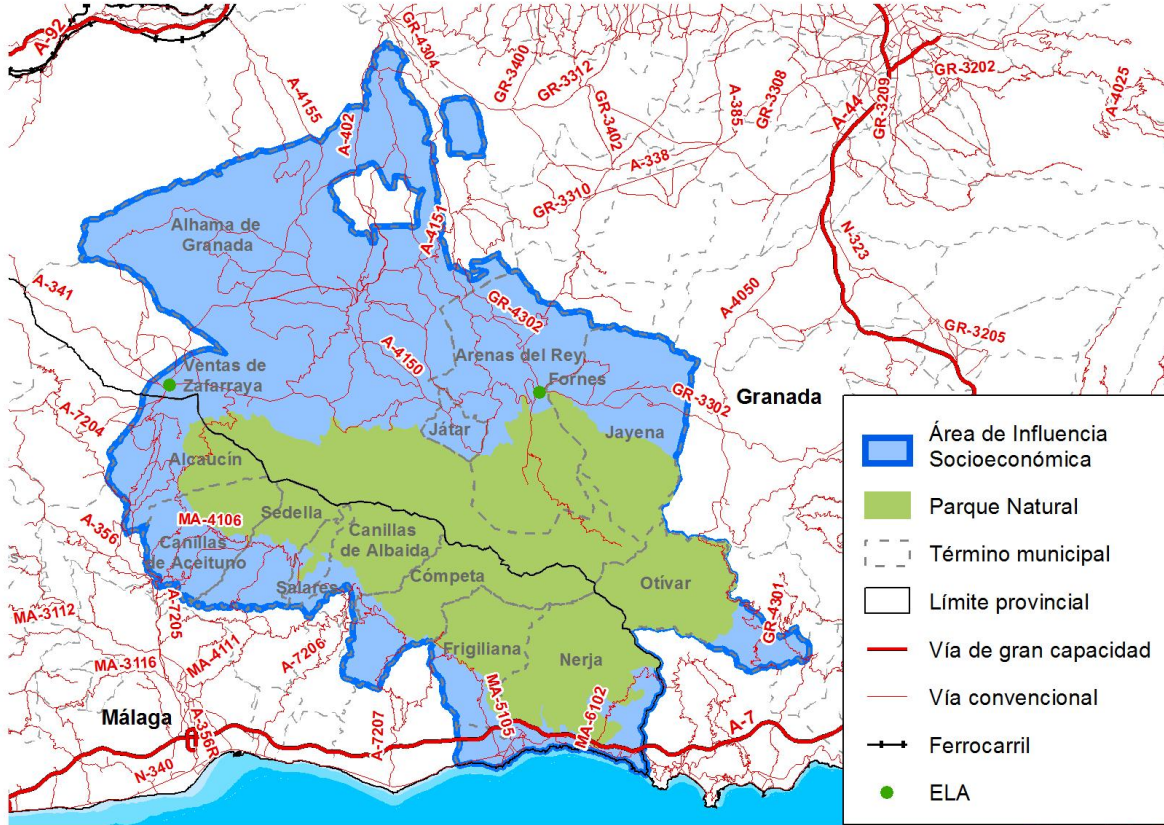 A-92
GR-4304
GR-3400
GR-3312
GR-3402
A-385
GR-3308
A-44
GR-3209
GR-3202
A-4025
A-4155
A-402
A-338
GR-3310
A-4151
Alhama de
Granada
N-323
A-341
A-4050
GR-4302
GR-3205
A-4150
Arenas del Rey
Ventas de
Zafarraya
Fornes
GR-3302
Granada
A-7204
Játar
Jayena
Alcaucín
Sedella
MA-4106
A-356
Canillas
de Aceituno
Canillas
de Albaida
Cómpeta
Salares
Otívar
GR-4301
MA-3112
A-7205
MA-4111
MA-3116
A-7206
Frigiliana
Nerja
Málaga
A-356R
A-7207
MA-5105
MA-6102
A-7
N-340
Área de Influencia
Socioeconómica
Parque Natural
Término municipal
Límite provincial
Vía de gran capacidad
Vía convencional
Ferrocarril
ELA